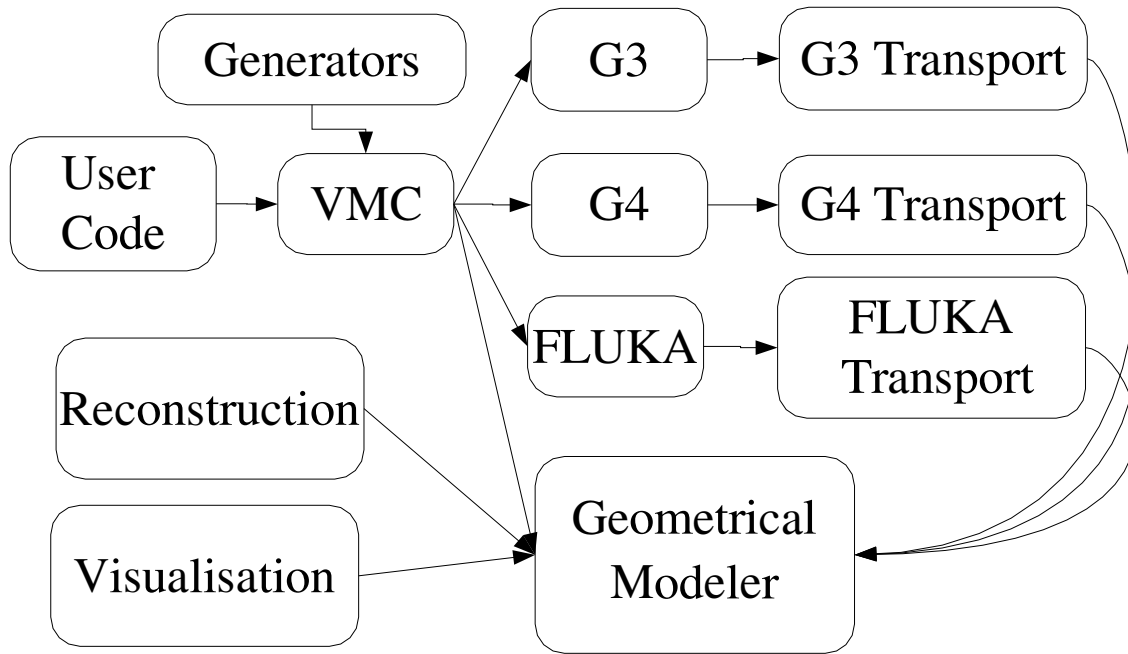 Generators
G3
G3 Transport
User
Code
VMC
G4
G4 Transport
FLUKA
FLUKA
Transport
Reconstruction
Visualisation
Geometrical
Modeler